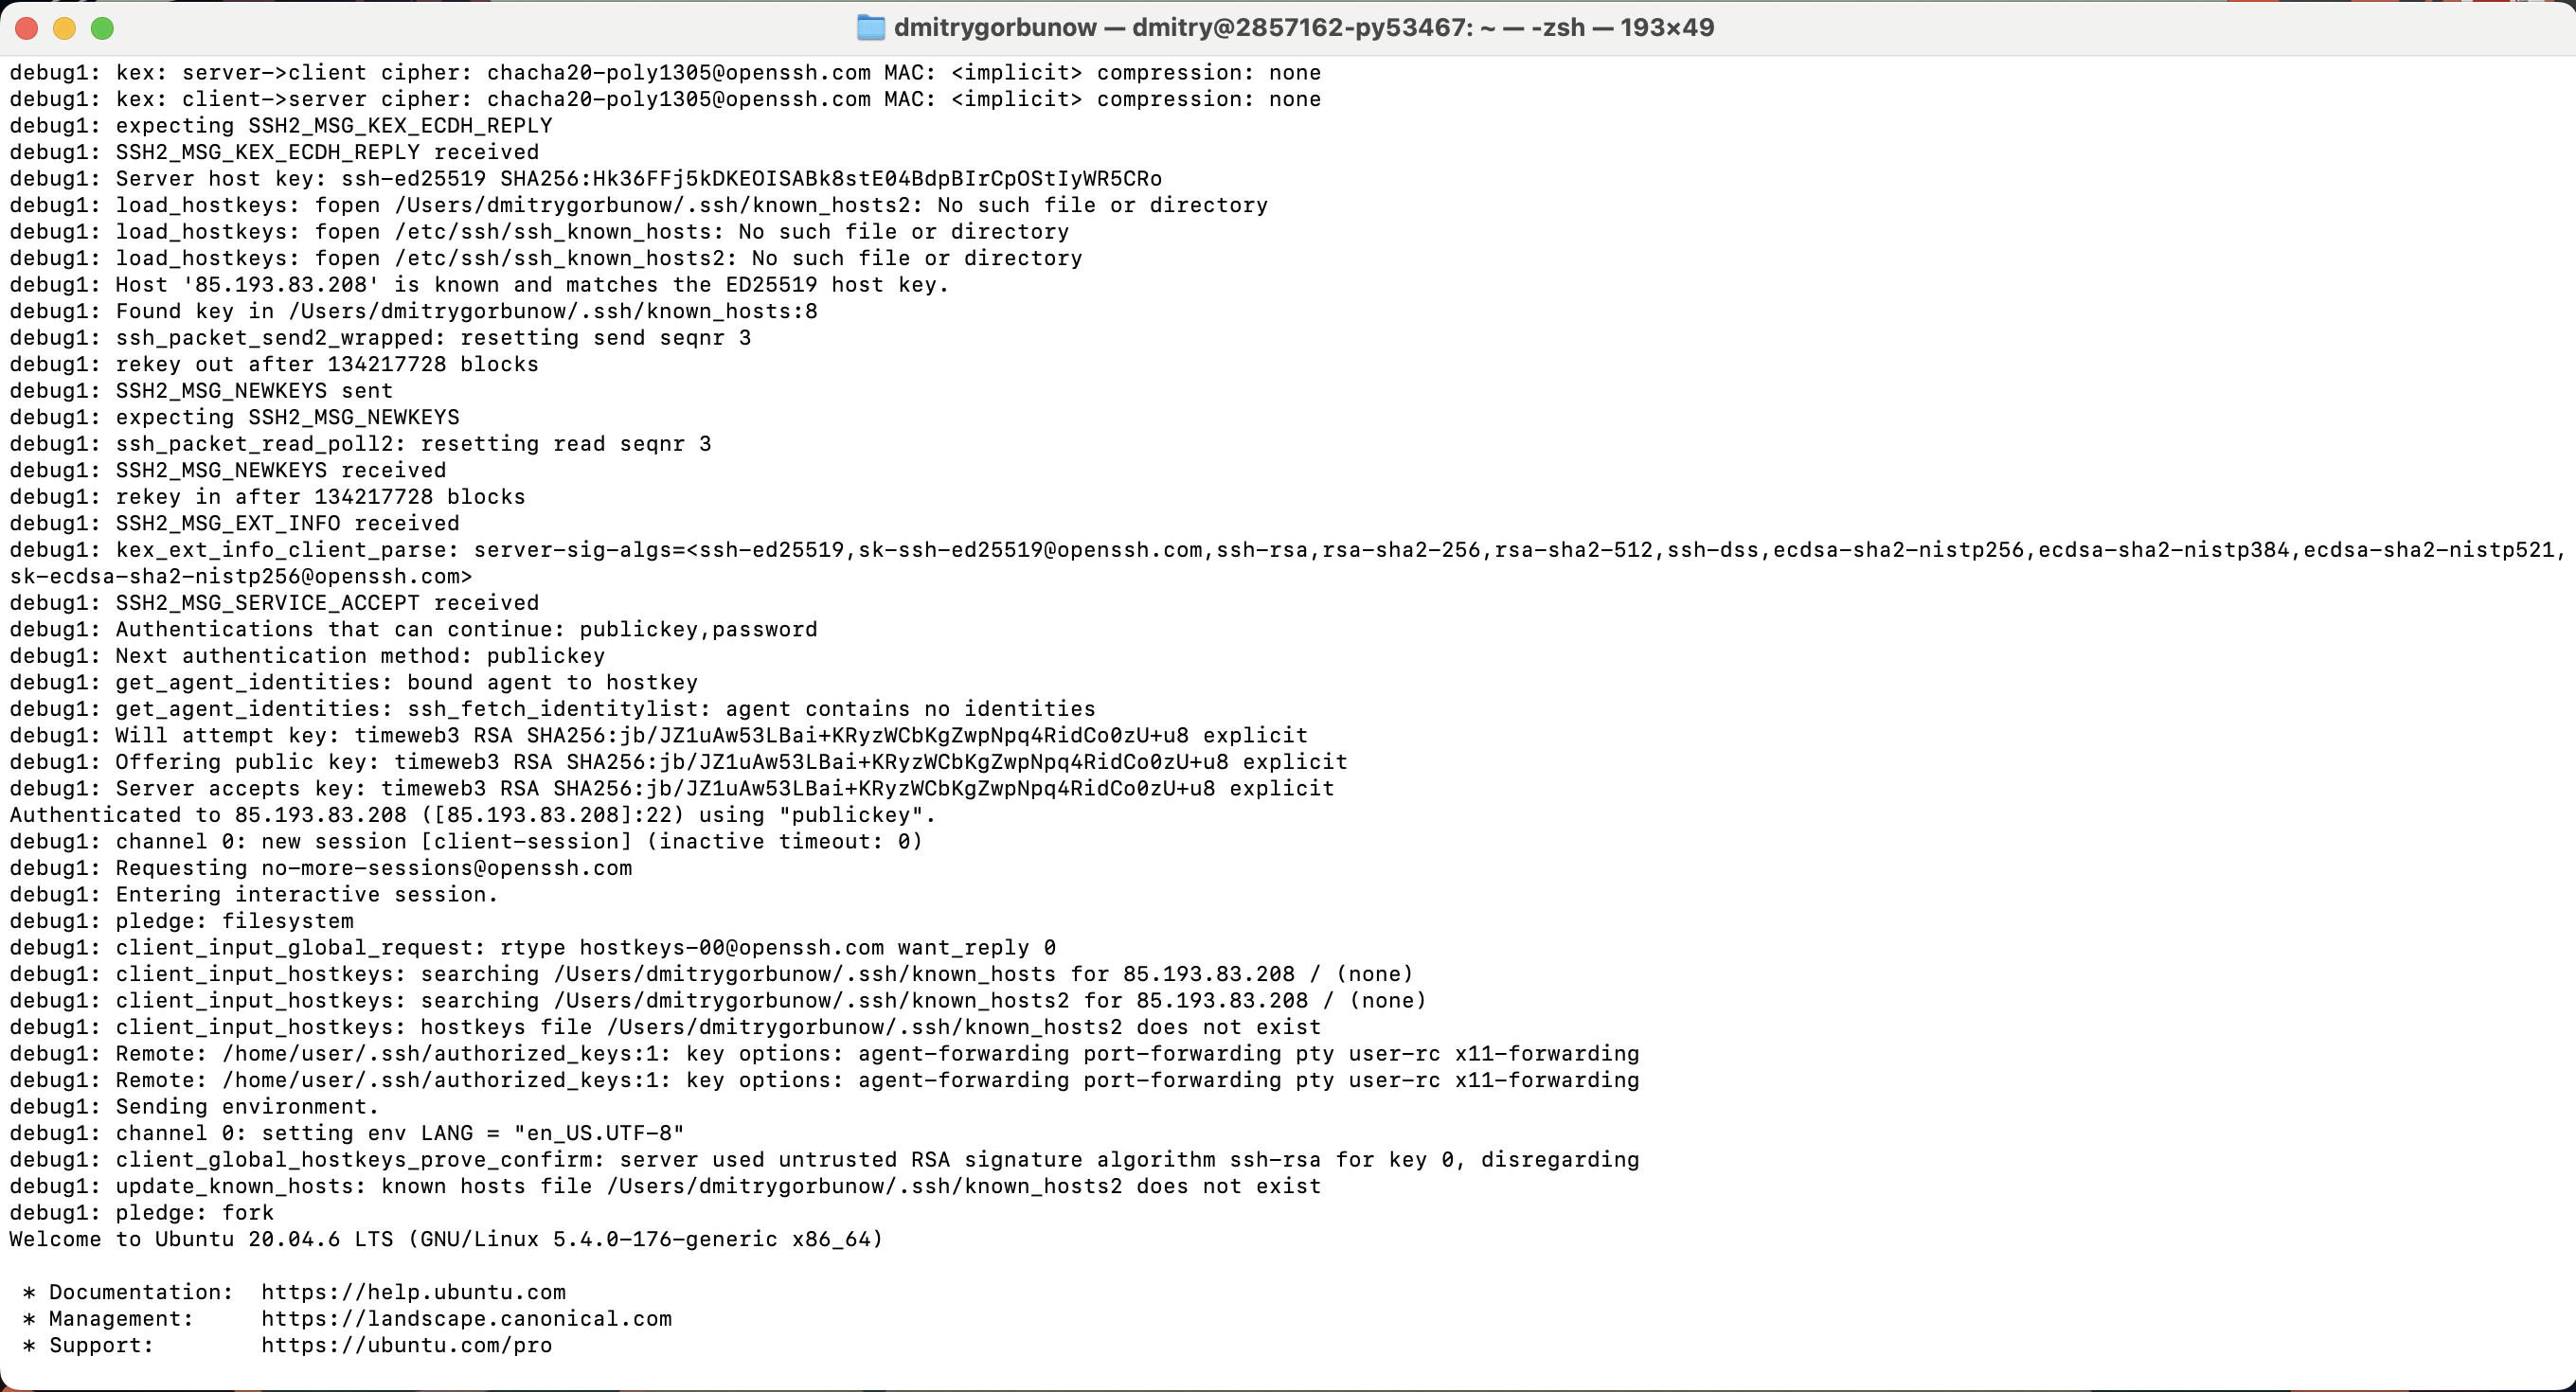 dmitrygorbunow — dmitry@2857162-py53467: ~ — -zsh — 193×49
debug1: kex: server->client cipher: chacha20-poly1305@openssh.com MAC: <implicit> compression: none
debug1: kex: client->server cipher: chacha20-poly1305@openssh.com MAC: <implicit> compression: none
debug1: expecting SSH2_MSG_KEX_ECDH_REPLY
debug1: SSH2_MSG_KEX_ECDH_REPLY received
debug1: Server host key: ssh-ed25519 SHA256:Hk36FFj5kDKEOISABk8stE04BdpBIrCpOStIyWR5CRo
debug1: load_hostkeys: fopen /Users/dmitrygorbunow/.ssh/known_hosts2: No such file or directory
debug1: load_hostkeys: fopen /etc/ssh/ssh_known_hosts: No such file or directory
debug1: load_hostkeys: fopen /etc/ssh/ssh_known_hosts2: No such file or directory
debug1: Host '85.193.83.208' is known and matches the ED25519 host key.
debug1: Found key in /Users/dmitrygorbunow/.ssh/known_hosts:8
debug1: ssh_packet_send2_wrapped: resetting send seqnr 3
debug1: rekey out after 134217728 blocks
debug1: SSH2_MSG_NEWKEYS sent
debug1: expecting SSH2_MSG_NEWKEYS
debug1: ssh_packet_read_poll2: resetting read seqnr 3
debug1: SSH2_MSG_NEWKEYS received
debug1: rekey in after 134217728 blocks
debug1: SSH2_MSG_EXT_INFO received
debug1: kex_ext_info_client_parse: server-sig-algs=<ssh-ed25519,sk-ssh-ed25519@openssh.com,ssh-rsa,rsa-sha2-256,rsa-sha2-512,ssh-dss,ecdsa-sha2-nistp256,ecdsa-sha2-nistp384,ecdsa-sha2-nistp521,
sk-ecdsa-sha2-nistp256@openssh.com>
debug1: SSH2_MSG_SERVICE_ACCEPT received
debug1: Authentications that can continue: publickey,password
debug1: Next authentication method: publickey
debug1: get_agent_identities: bound agent to hostkey
debug1: get_agent_identities: ssh_fetch_identitylist: agent contains no identities
debug1: Will attempt key: timeweb3 RSA SHA256:jb/JZ1uAw53LBai+KRyzWCbKgZwpNpq4RidCo0zU+u8 explicit
debug1: Offering public key: timeweb3 RSA SHA256:jb/JZ1uAw53LBai+KRyzWCbKgZwpNpq4RidCo0zU+u8 explicit
debug1: Server accepts key: timeweb3 RSA SHA256:jb/JZ1uAw53LBai+KRyzWCbKgZwpNpq4RidCo0zU+u8 explicit
Authenticated to 85.193.83.208 ([85.193.83.208]:22) using "publickey".
debug1: channel 0: new session [client-session] (inactive timeout: 0)
debug1: Requesting no-more-sessions@openssh.com
debug1: Entering interactive session.
debug1: pledge: filesystem
debug1: client_input_global_request: rtype hostkeys-00@openssh.com want_reply 0
debug1: client_input_hostkeys: searching /Users/dmitrygorbunow/.ssh/known_hosts for 85.193.83.208 / (none)
debug1: client_input_hostkeys: searching /Users/dmitrygorbunow/.ssh/known_hosts2 for 85.193.83.208 / (none)
debug1: client_input_hostkeys: hostkeys file /Users/dmitrygorbunow/.ssh/known_hosts2 does not exist
debug1: Remote: /home/user/.ssh/authorized_keys:1: key options: agent-forwarding port-forwarding pty user-rc x11-forwarding
debug1: Remote: /home/user/.ssh/authorized_keys:1: key options: agent-forwarding port-forwarding pty user-rc x11-forwarding
debug1: Sending environment.
debug1: channel 0: setting env LANG = "en_US.UTF-8"
debug1: client_global_hostkeys_prove_confirm: server used untrusted RSA signature algorithm ssh-rsa for key 0, disregarding
debug1: update_known_hosts: known hosts file /Users/dmitrygorbunow/.ssh/known_hosts2 does not exist
debug1: pledge: fork
Welcome to Ubuntu 20.04.6 LTS (GNU/Linux 5.4.0-176-generic x86_64)
* Documentation:  https://help.ubuntu.com
* Management:     https://landscape.canonical.com
* Support:        https://ubuntu.com/pro